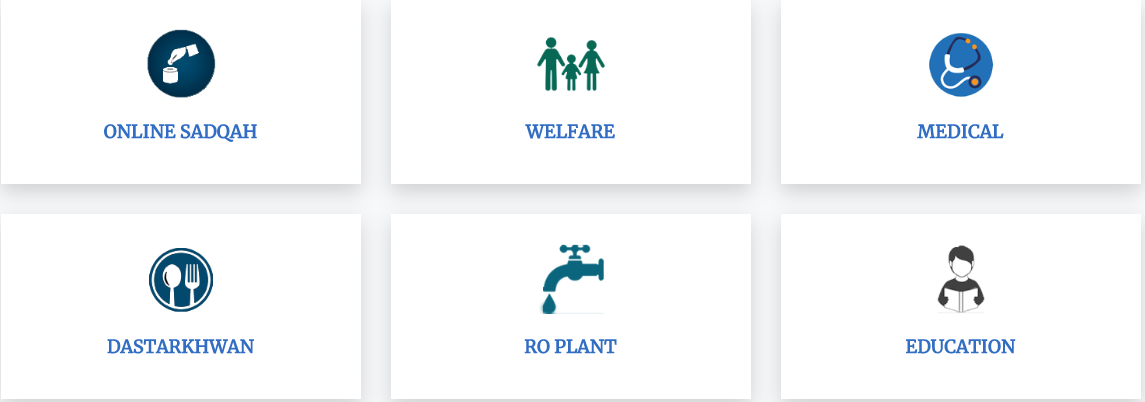 ONLINE SADQAH
WELFARE
MEDICAL
DASTARKHWAN
RO PLANT
EDUCATION